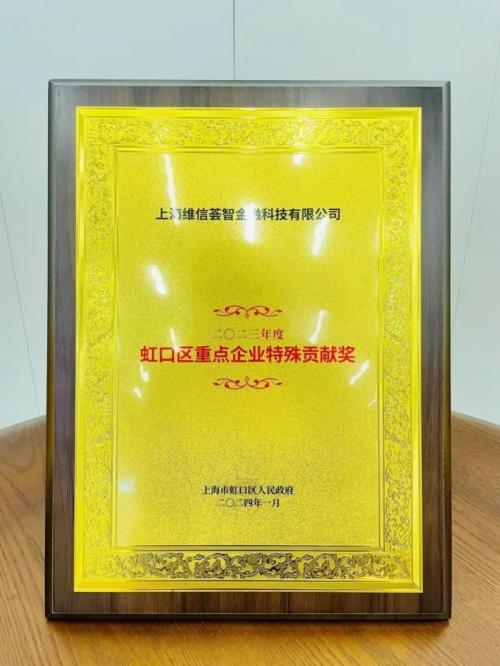 上海维信荟智金融科技有限公司
二〇二三年度
虹口区重点企业特殊贡献奖
上海市虹口区人民政府
二〇二四年一月